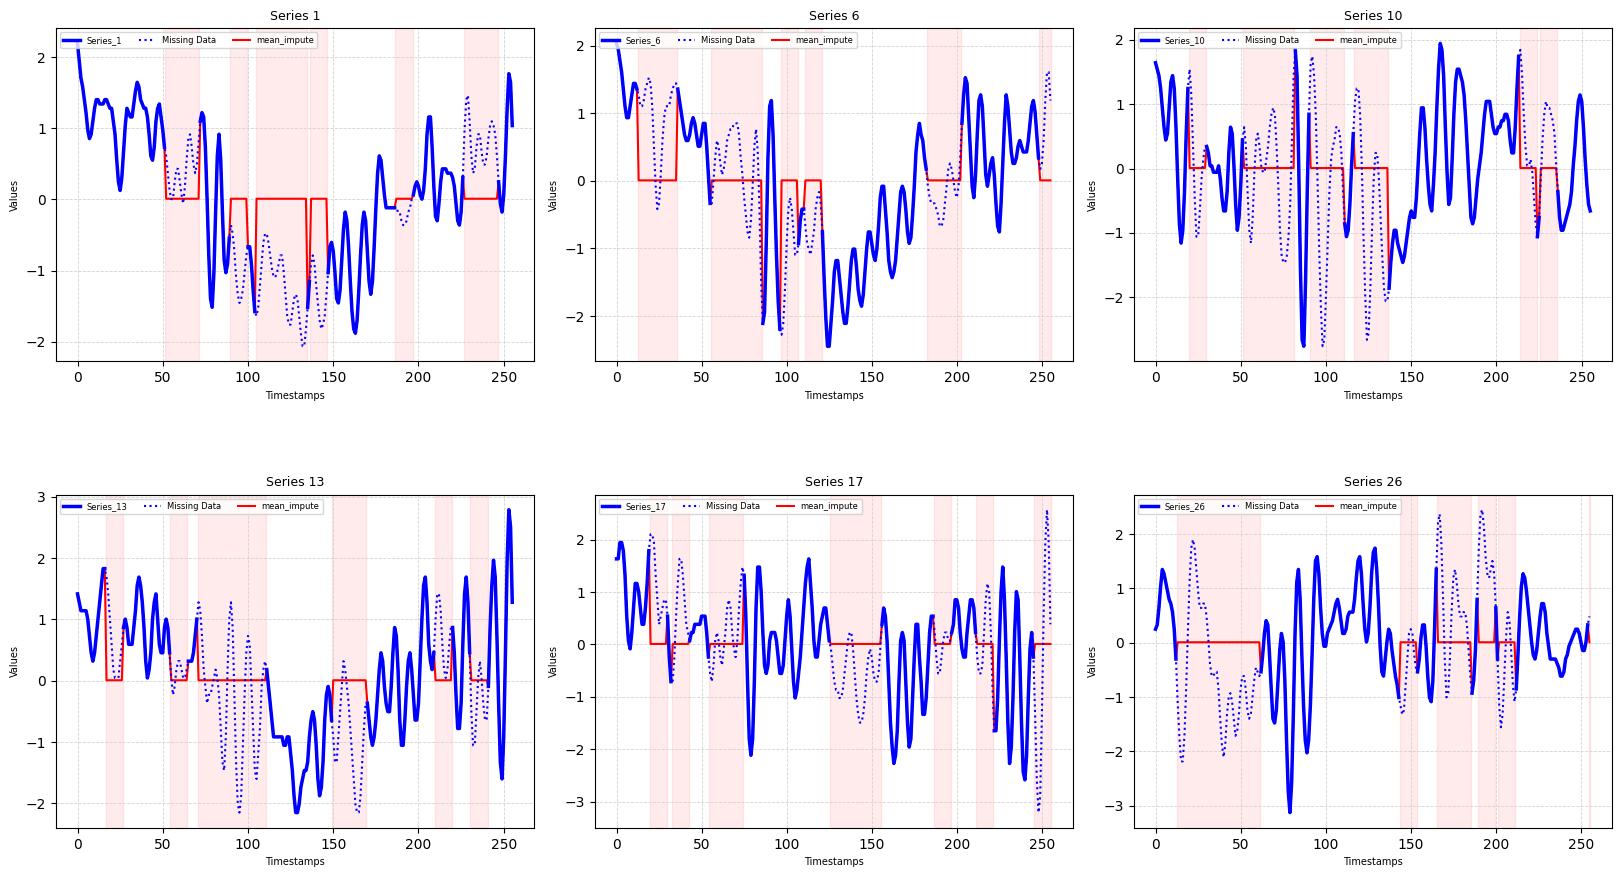 Series 1
Series_1 Missing Data mean_impute
2
1
0
−1
−2
Values
0 50 100 150 200 250
Timestamps
Series 6
Series_6 Missing Data mean_impute
2
1
0
−1
−2
Values
0 50 100 150 200 250
Timestamps
Series 10
Series_10 Missing Data mean_impute
2
1
0
−1
−2
Values
0 50 100 150 200 250
Timestamps
Series 13
Series_13 Missing Data mean_impute
3
2
1
0
−1
−2
Values
0 50 100 150 200 250
Timestamps
Series 17
Series_17 Missing Data mean_impute
2
1
0
−1
−2
−3
Values
0 50 100 150 200 250
Timestamps
Series 26
Series_26 Missing Data mean_impute
2
1
0
−1
−2
−3
Values
0 50 100 150 200 250
Timestamps